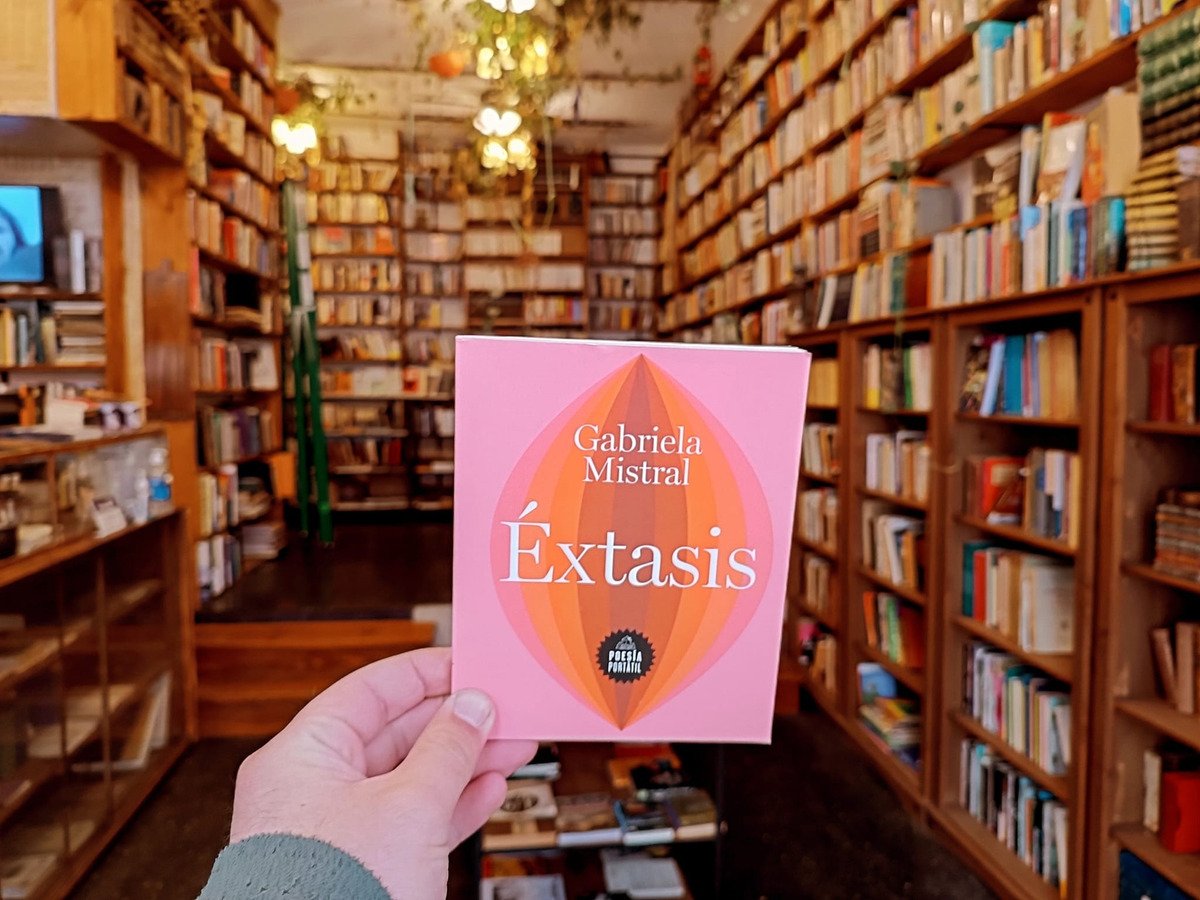 Gabriela
Mistral
Éxtasis
POESÍA
PORTÁTIL